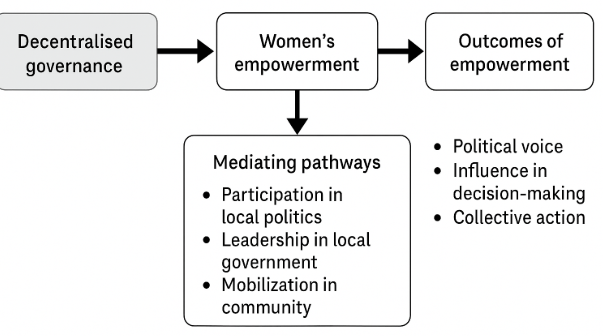 Decentralised
governance
Women's
empowerment
Outcomes of
empowerment
Mediating pathways
• Participation in
local politics
• Leadership in local
government
• Mobilization in
community
• Political voice
• Influence in
decision-making
• Collective action